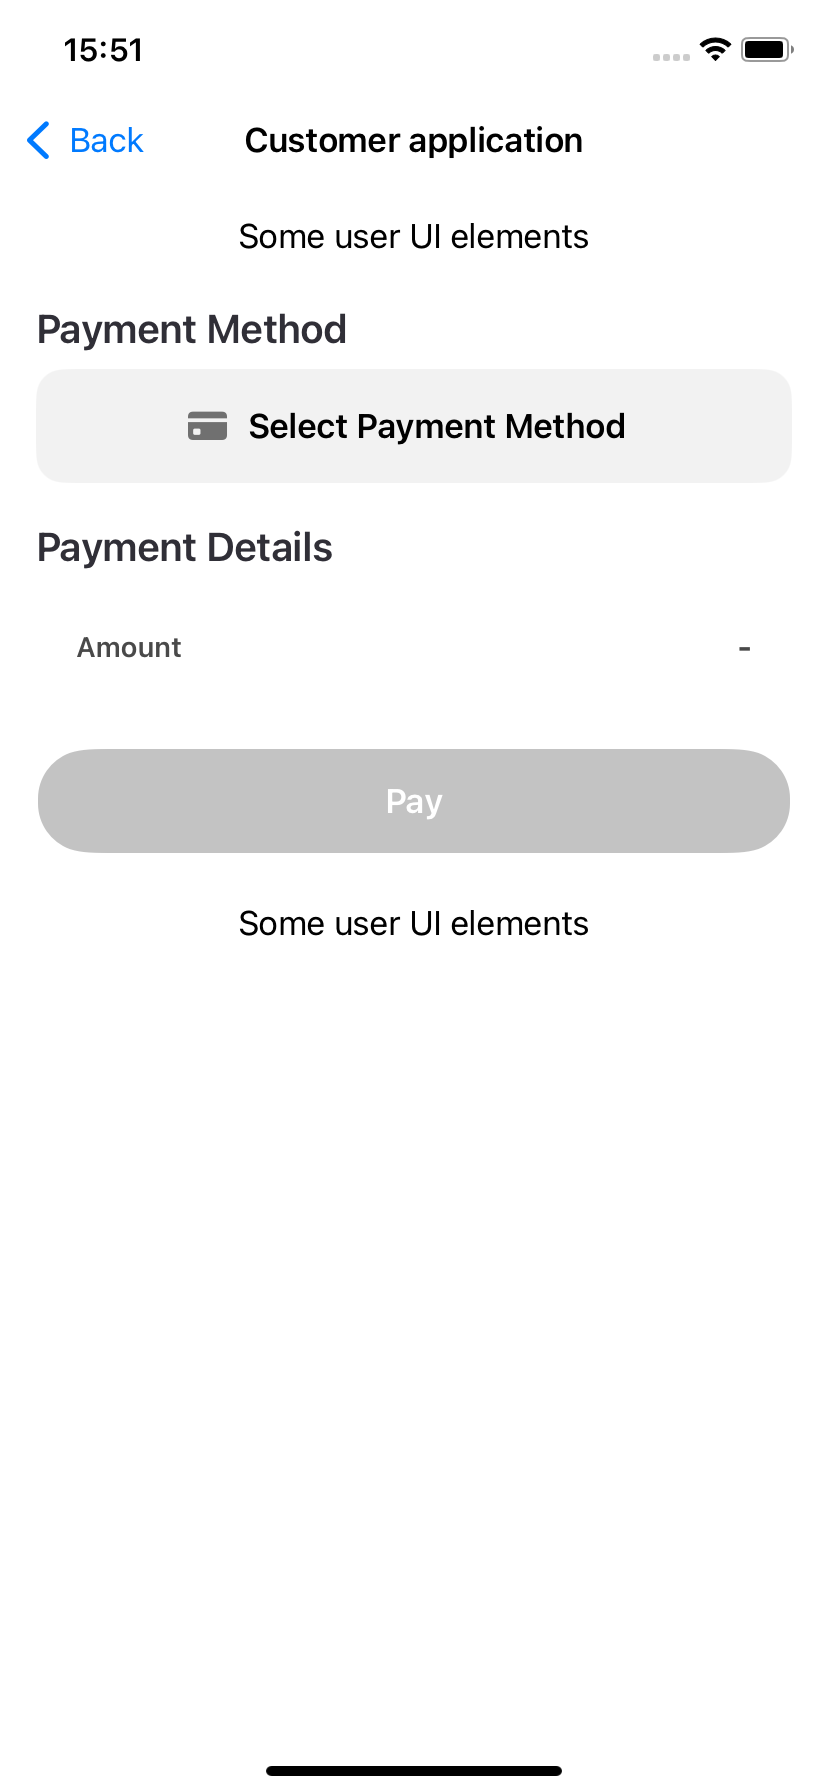 15:51
Back
Customer application
Some user UI elements
Payment Method
Select Payment Method
Payment Details
Amount -
Pay
Some user UI elements